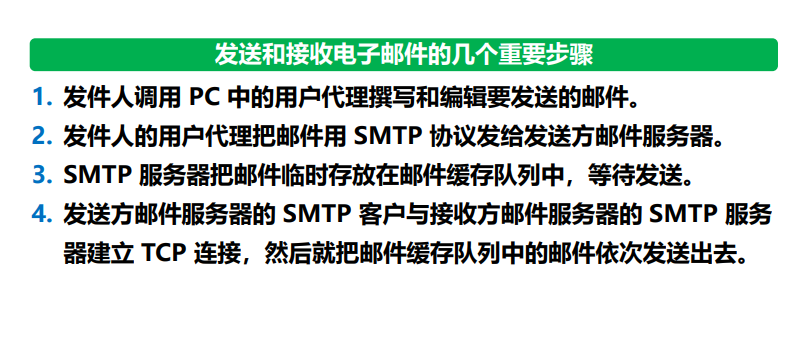 发送和接收电子邮件的几个重要步骤
1. 发件人调用 PC 中的用户代理撰写和编辑要发送的邮件。
2. 发件人的用户代理把邮件用 SMTP 协议发给发送方邮件服务器。
3. SMTP 服务器把邮件临时存放在邮件缓存队列中，等待发送。
4. 发送方邮件服务器的 SMTP 客户与接收方邮件服务器的 SMTP 服务
器建立 TCP 连接，然后就把邮件缓存队列中的邮件依次发送出去。